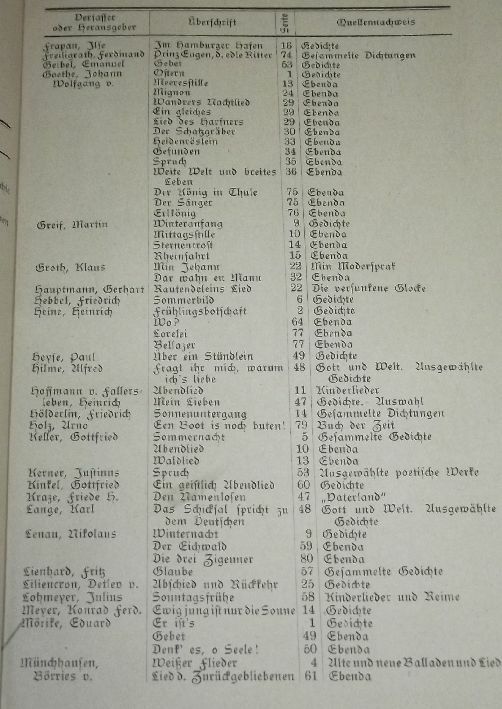 Verfasser oder Herausgeber Überschrift Seite Quellennachweis
Frapan, Ilse Im Hamburger Hafen 16 Gedichte
Freiligrath, Ferdinand Prinz Eugen, d. edle Ritter 74 Gesammelte Dichtungen
Geibel, Emanuel Gebet 53 Gedichte
Goethe, Johann Ostern 1 Gedichte
Wolfgang v. Meeresstille 13 Ebenda
Mignon 24 Ebenda
Wandrers Nachtlied 29 Ebenda
Ein gleiches 29 Ebenda
Lied des Harfners 29 Ebenda
Der Schatzgräber 30 Ebenda
Heidenröslein 33 Ebenda
Gefunden 34 Ebenda
Spruch 35 Ebenda
Weite Welt und breites 36 Ebenda
Leben
Der König in Thule 75 Ebenda
Der Sänger 75 Ebenda
Erlkönig 76 Ebenda
Greif, Martin Winteranfang 9 Gedichte
Mittagsstille 10 Ebenda
Sternentrost 14 Ebenda
Rheinfahrt 15 Ebenda
Groth, Klaus Min Jehann 22 Min Modersprak
Dar wahn en Mann 32 Ebenda
Hauptmann, Gerhart Rautendeleins Lied 22 Die versunkene Glocke
Hebbel, Friedrich Sommerbild 6 Gedichte
Heine, Heinrich Frühlingsbotschaft 2 Gedichte
Wo? 64 Ebenda
Lorelei 77 Ebenda
Belsazer 77 Ebenda
Heyse, Paul Über ein Stündlein 49 Gedichte
Hilme, Alfred Fragt ihr mich, warum 48 Gott und Welt. Ausgewählte
ich's liebe Gedichte
Hoffmann v. Fallers- Abendlied 11 Kinderlieder
leben, Heinrich Mein Lieben 47 Gedichte. Auswahl
Hölderlin, Friedrich Sonnenuntergang 14 Gesammelte Dichtungen
Holz, Arno Een Boot is noch buten! 79 Buch der Zeit
Keller, Gottfried Sommernacht 5 Gesammelte Gedichte
Abendlied 10 Ebenda
Waldlied 13 Ebenda
Kerner, Justinus Spruch 53 Ausgewählte poetische Werke
Kinkel, Gottfried Ein geistlich Abendlied 60 Gedichte
Kraze, Friede H. Den Namenlosen 47 „Vaterland“
Lange, Karl Das Schicksal spricht zu 48 Gott und Welt. Ausgewählte
dem Deutschen Gedichte
Lenau, Nikolaus Winternacht 9 Gedichte
Der Eichwald 59 Ebenda
Die drei Zigeuner 80 Ebenda
Lienhard, Fritz Glaube 57 Gesammelte Gedichte
Liliencron, Detlev v. Abschied und Rückkehr 25 Gedichte
Lohmeyer, Julius Sonntagsfrühe 58 Kinderlieder und Reime
Meyer, Konrad Ferd. Ewig jung ist nur die Sonne 14 Gedichte
Mörike, Eduard Er ist's 1 Gedichte
Gebet 49 Ebenda
Denk' es, o Seele! 50 Ebenda
Münchhausen, Weißer Flieder 4 Alte und neue Balladen und Lied
Börries v. Lied d. Zurückgebliebenen 61 Ebenda